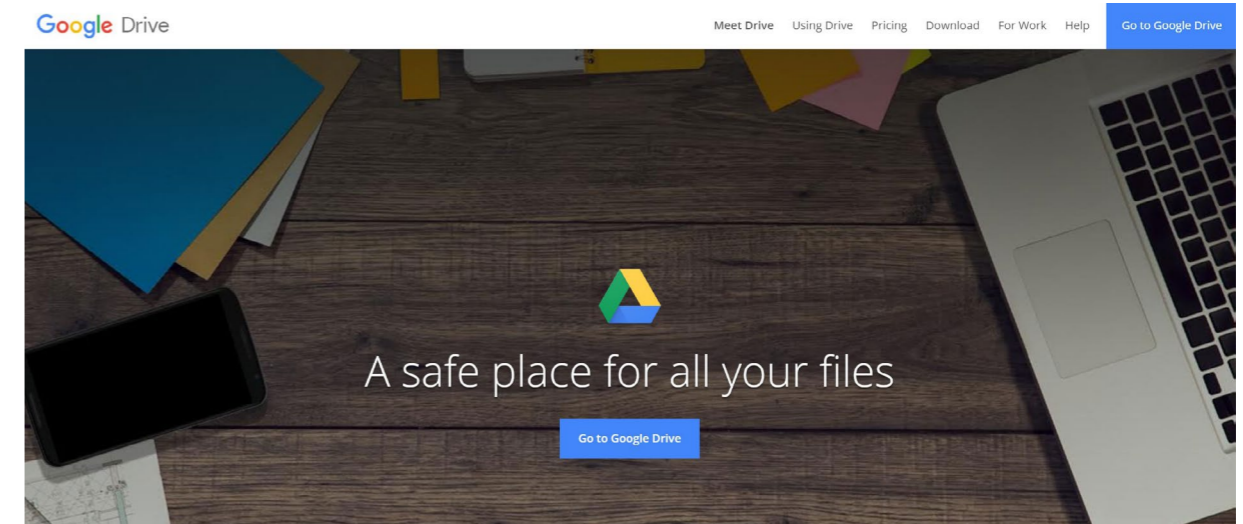 Google Drive
Meet Drive Using Drive Pricing Download For Work Help Go to Google Drive
A safe place for all your files
Go to Google Drive